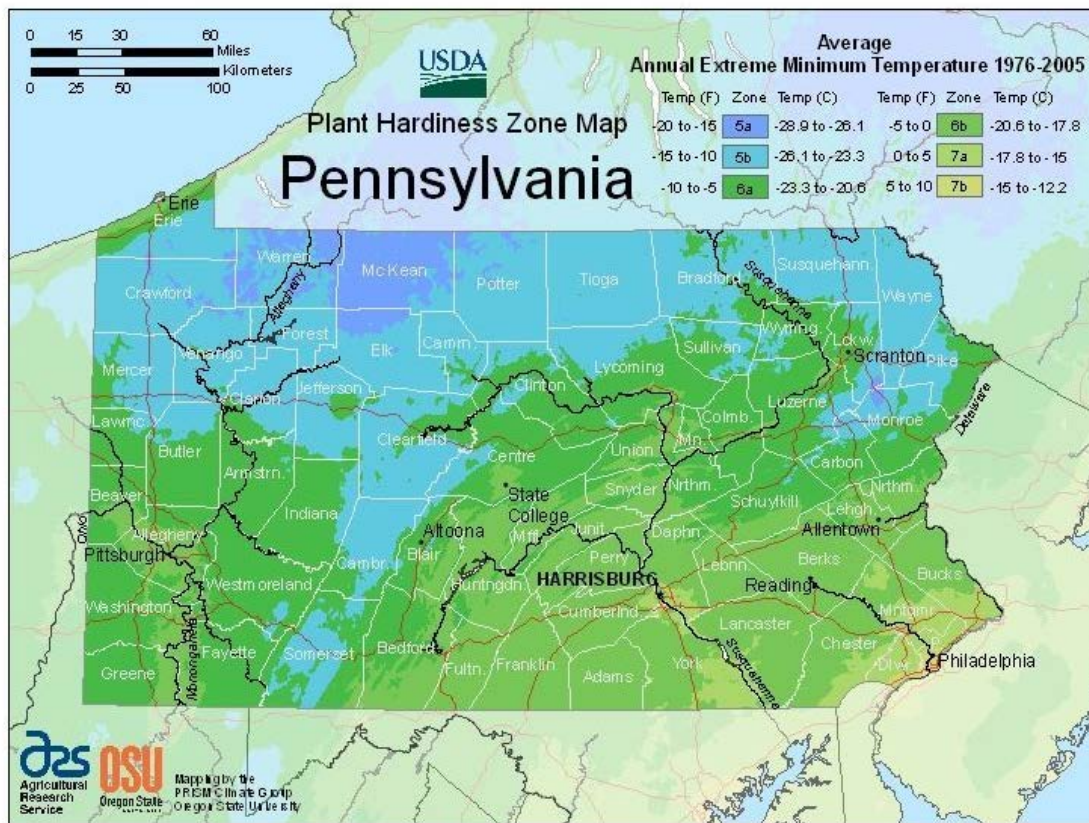 0 15 30 60
Miles
Kilometers
0 25 50 100
USDA
Plant Hardiness Zone Map
Pennsylvania
Average
Annual Extreme Minimum Temperature 1976-2005
Temp (F) Zone Temp (C) Temp (F) Zone Temp (C)
-20 to -15 5a -28.9 to -26.1 -5 to 0 6b -20.6 to -17.8
-15 to -10 5b -26.1 to -23.3 0 to 5 7a -17.8 to -15
-10 to -5 6a -23.3 to -20.6 5 to 10 7b -15 to -12.2
Erie
Erie
Warren
McKean
Potter
Tioga
Bradford
Susquehanna
Susquehann.
Wayne
Crawford
Allegheny
Forest
Elk
Cam.
Sullivan
Wymng.
Lckw.
Scranton
Pike
Mercer
Venango
Clarion
Jefferson
Clinton
Lycoming
Luzerne
Monroe
Delaware
Lawrnc.
Butler
Armstrn.
Clearfield
Centre
Union
Mn.
Colmb.
Carbon
Beaver
Indiana
State
College
Snyder
Nrthm.
Schuylkill
Nrthm.
Lehgh.
Allentown
Ohio
Allegheny
Pittsburgh
Cambr.
Altoona
Blair
Mffl.
Junit.
Perry
Daphn.
Lebnn.
Berks
Bucks
Westmoreland
Huntngdn.
HARRISBURG
Reading
Washington
Monongahela
Cumberlnd.
Lancaster
Mntgmr.
Greene
Fayette
Somerset
Bedford
Fultn.
Franklin
Adams
York
Susquehanna
Chester
Dlw.
Philadelphia
ars
Agricultural
Research
Service
OSU
Oregon State
Mapping by the
PRISM Climate Group
Oregon State University